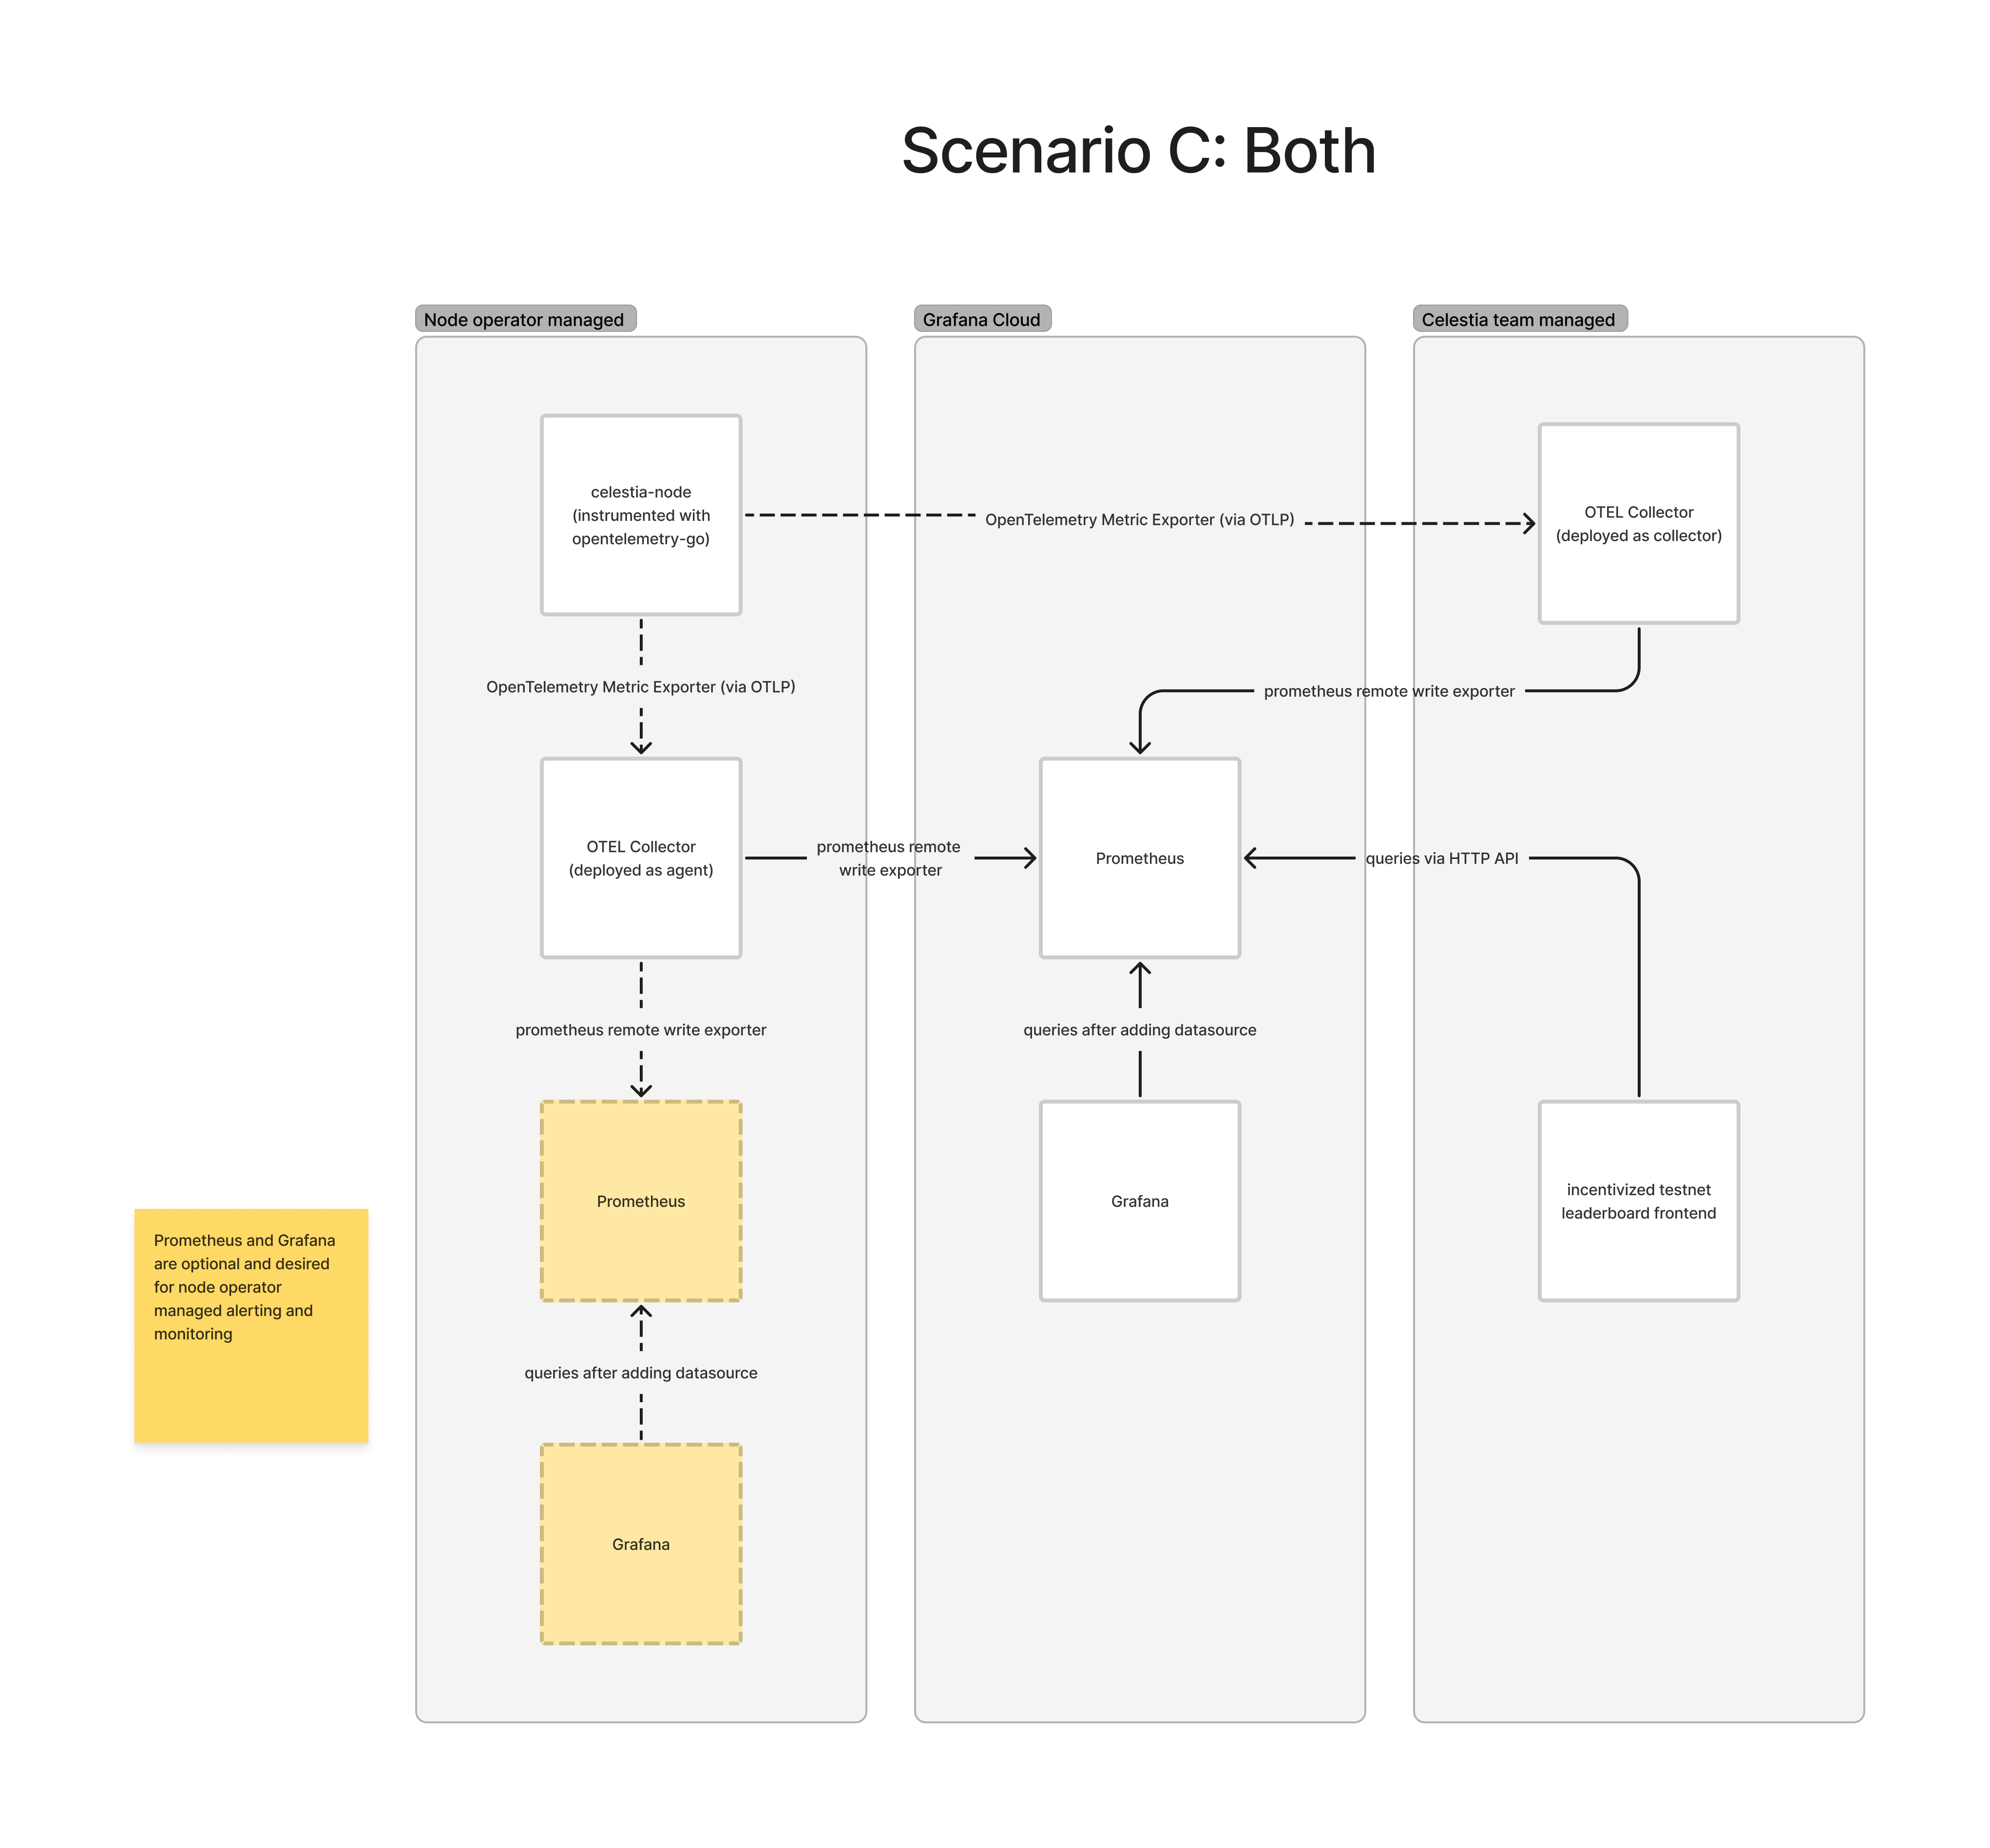 Scenario C: Both
Node operator managed
Grafana Cloud
Celestia team managed
celestia-node
(instrumented with
opentelemetry-go)
OpenTelemetry Metric Exporter (via OTLP)
OTEL Collector
(deployed as collector)
OpenTelemetry Metric Exporter (via OTLP)
prometheus remote write exporter
OTEL Collector
(deployed as agent)
prometheus remote
write exporter
Prometheus
queries via HTTP API
prometheus remote write exporter
queries after adding datasource
Prometheus
Grafana
incentivized testnet
leaderboard frontend
Prometheus and Grafana
are optional and desired
for node operator
managed alerting and
monitoring
queries after adding datasource
Grafana